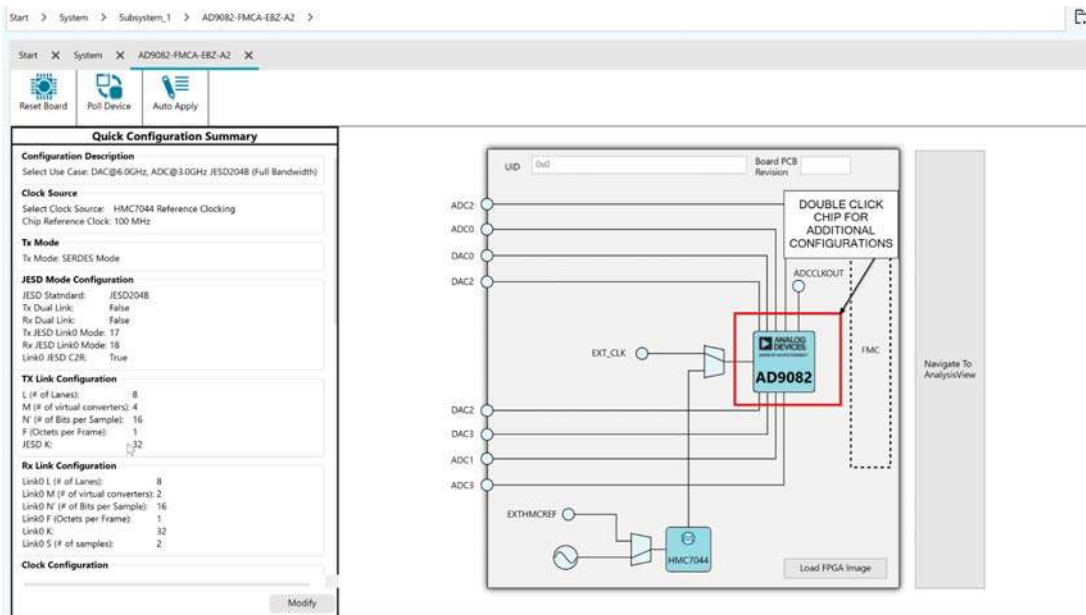 Start > System > Subsystem_1 > AD9082-FMCA-EBZ-A2 >
Start X System X AD9082-FMCA-EBZ-A2 X
Reset Board Poll Device Auto Apply
Quick Configuration Summary
Configuration Description
Select Use Case: DAC@6.0GHz, ADC@3.0GHz JESD204B (Full Bandwidth)
Clock Source
Select Clock Source: HMC7044 Reference Clocking
Chip Reference Clock: 100 MHz
Tx Mode
Tx Mode: SERDES Mode
JESD Mode Configuration
JESD Statndard: JESD204B
Tx Dual Link: False
Rx Dual Link: False
Tx JESD Link0 Mode: 17
Rx JESD Link0 Mode: 18
Link0 JESD C2R: True
TX Link Configuration
L (# of Lanes): 8
M (# of virtual converters): 4
N' (# of Bits per Sample): 16
F (Octets per Frame): 1
JESD K: 32
Rx Link Configuration
Link0 L (# of Lanes): 8
Link0 M (# of virtual converters): 2
Link0 N' (# of Bits per Sample): 16
Link0 F (Octets per Frame): 1
Link0 K: 32
Link0 S (# of samples): 2
Clock Configuration
Modify
UID 0x0
Board PCB
Revision
ADC2
ADC0
DAC0
DAC2
DOUBLE CLICK
CHIP FOR
ADDITIONAL
CONFIGURATIONS
ADCCLKOUT
EXT_CLK
ANALOG
DEVICES
AD9082
FMC
DAC2
DAC3
ADC1
ADC3
EXTHMCREF
HMC7044
Load FPGA Image
Navigate To
AnalysisView